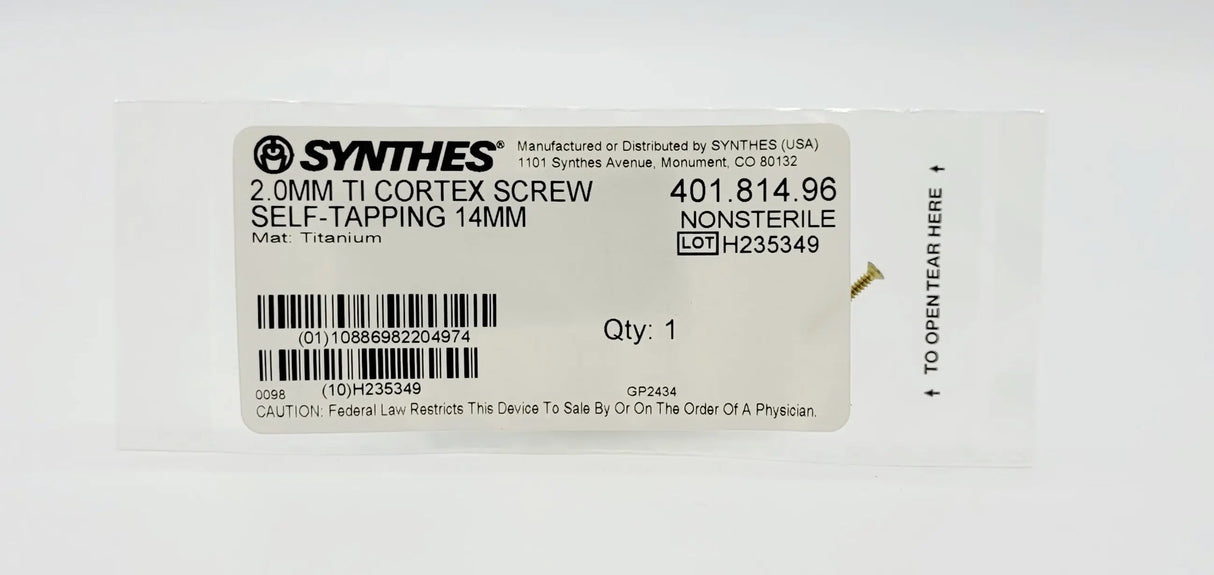 SYNTHES®
Manufactured or Distributed by SYNTHES (USA)
1101 Synthes Avenue, Monument, CO 80132
2.0MM TI CORTEX SCREW
SELF-TAPPING 14MM
Mat: Titanium
401.814.96
NONSTERILE
LOT H235349
(01)10886982204974
Qty: 1
(10)H235349
0098
GP2434
CAUTION: Federal Law Restricts This Device To Sale By Or On The Order Of A Physician.
↑ TO OPEN TEAR HERE ↑